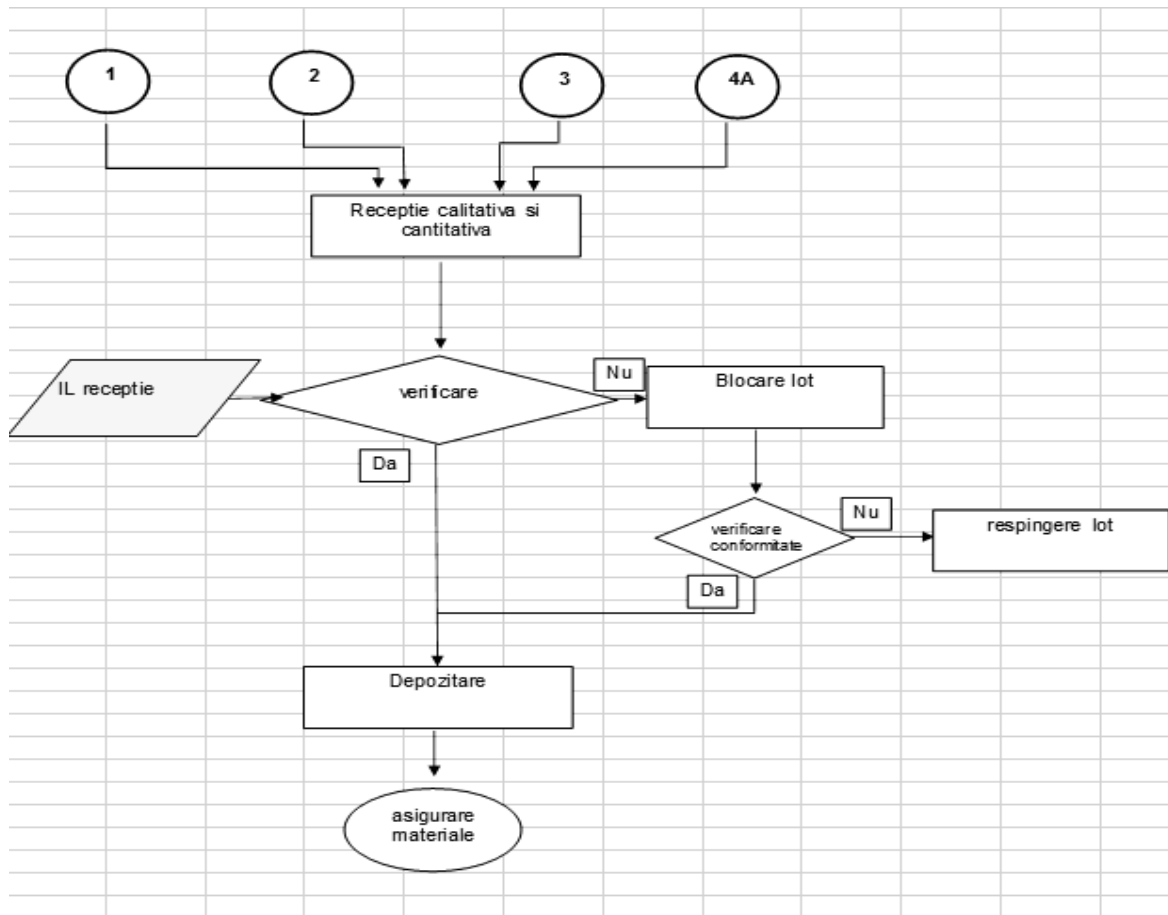 1
2
3
4A
Receptie calitativa si
cantitativa
IL receptie
verificare
Nu
Blocare lot
Da
verificare
conformitate
Nu
respingere lot
Da
Depozitare
asigurare
materiale